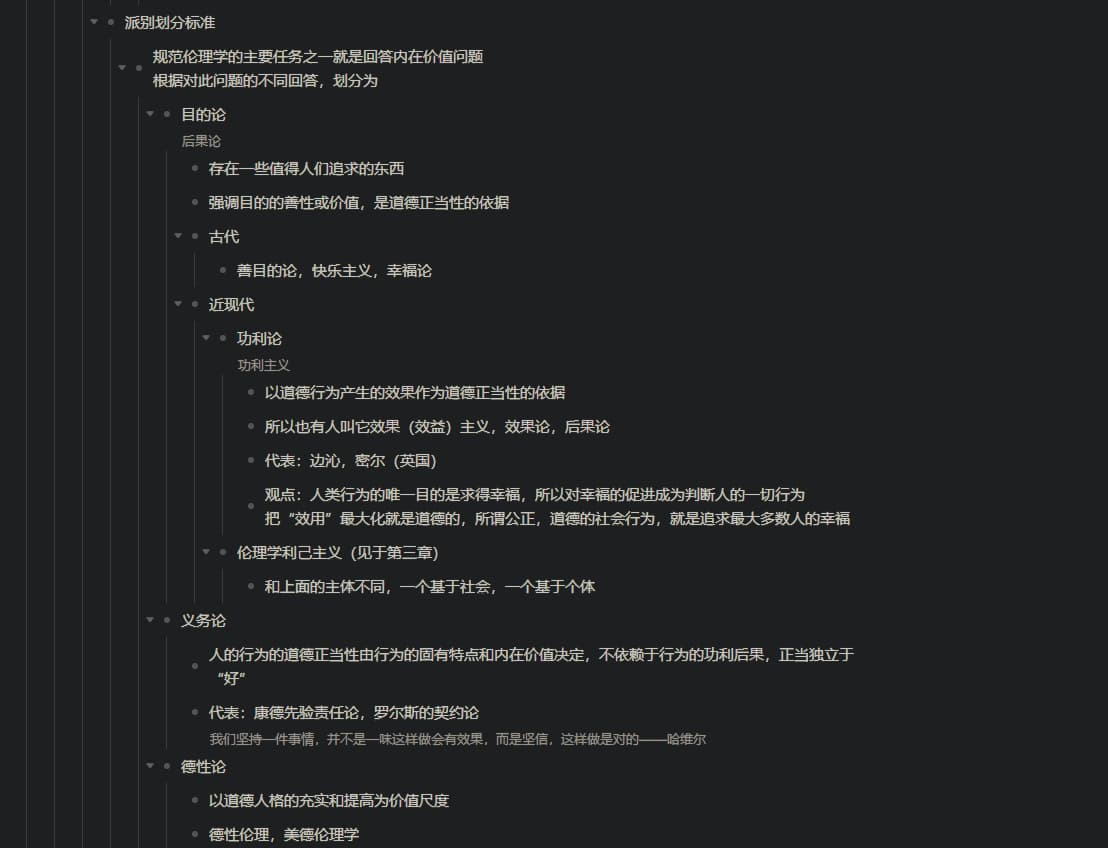 派别划分标准
规范伦理学的主要任务之一就是回答内在价值问题
根据对此问题的不同回答，划分为
目的论
后果论
存在一些值得人们追求的东西
强调目的的善性或价值，是道德正当性的依据
古代
善目的论，快乐主义，幸福论
近现代
功利论
功利主义
以道德行为产生的效果作为道德正当性的依据
所以也有人叫它效果（效益）主义，效果论，后果论
代表：边沁，密尔（英国）
观点：人类行为的唯一目的是求得幸福，所以对幸福的促进成为判断人的一切行为
把“效用”最大化就是道德的，所谓公正，道德的社会行为，就是追求最大多数人的幸福
伦理学利己主义（见于第三章）
和上面的主体不同，一个基于社会，一个基于个体
义务论
人的行为的道德正当性由行为的固有特点和内在价值决定，不依赖于行为的功利后果，正当独立于
“好”
代表：康德先验责任论，罗尔斯的契约论
我们坚持一件事情，并不是一味这样做会有效果，而是坚信，这样做是对的——哈维尔
德性论
以道德人格的充实和提高为价值尺度
德性伦理，美德伦理学